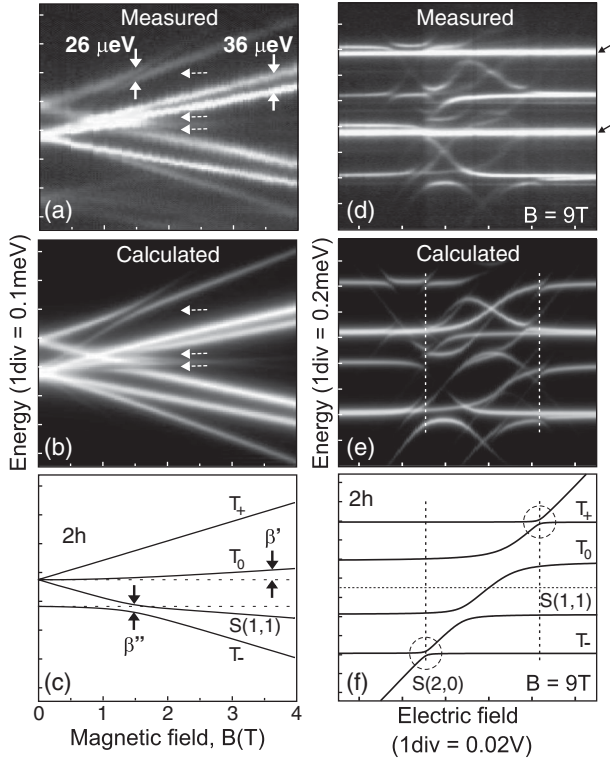 Measured
26 μeV
36 μeV
(a)
Calculated
(b)
2h
T+
T0
β'
β''
S(1,1)
T-
(c)
0
1
2
3
4
Magnetic field, B(T)
Energy (1div = 0.1meV)
Measured
(d)
B = 9T
Calculated
(e)
Energy (1div = 0.2meV)
2h
T+
T0
S(1,1)
T-
S(2,0)
(f)
B = 9T
Electric field
(1div = 0.02V)